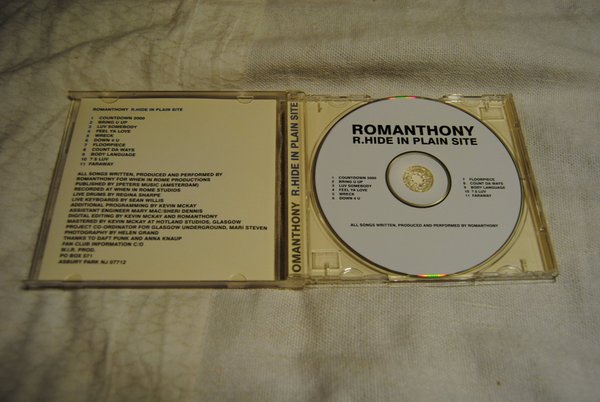 ROMANTHONY R.HIDE IN PLAIN SITE
1 COUNTDOWN 2000
2 BRING U UP
3 LUV SOMEBODY
4 FEEL YA LOVE
5 WRECK
6 DOWN 4 U
7 FLOORPIECE
8 COUNT DA WAYS
9 BODY LANGUAGE
10 ? S LUV
11 FARAWAY
ALL SONGS WRITTEN, PRODUCED AND PERFORMED BY
ROMANTHONY FOR WHEN IN ROME PRODUCTIONS
PUBLISHED BY 2PETERS MUSIC (AMSTERDAM)
RECORDED AT WHEN IN ROME STUDIOS
LIVE DRUMS BY REGINA SHARPE
LIVE KEYBOARDS BY SEAN WILLIS
ADDITIONAL PROGRAMMING BY KEVIN MCKAY
ASSISTANT ENGINEER MARY MAC/SHERI DENNIS
DIGITAL EDITING BY KEVIN MCKAY AND ROMANTHONY
MASTERED BY KEVIN MCKAY AT HOTLAND STUDIOS, GLASGOW
PROJECT CO-ORDINATOR FOR GLASGOW UNDERGROUND, MARI STEVEN
PHOTOGRAPHY BY HELEN GRAND
THANKS TO DAFT PUNK AND ANNA KNAUP
FAN CLUB INFORMATION C/O
W.I.R. PROD.
PO BOX 571
ASBURY PARK NJ 07712
ROMANTHONY R.HIDE IN PLAIN SITE
ROMANTHONY
R.HIDE IN PLAIN SITE
1 COUNTDOWN 2000
2 BRING U UP
3 LUV SOMEBODY
4 FEEL YA LOVE
5 WRECK
6 DOWN 4 U
7 FLOORPIECE
8 COUNT DA WAYS
9 BODY LANGUAGE
10 ? S LUV
11 FARAWAY
ALL SONGS WRITTEN, PRODUCED AND PERFORMED BY ROMANTHONY